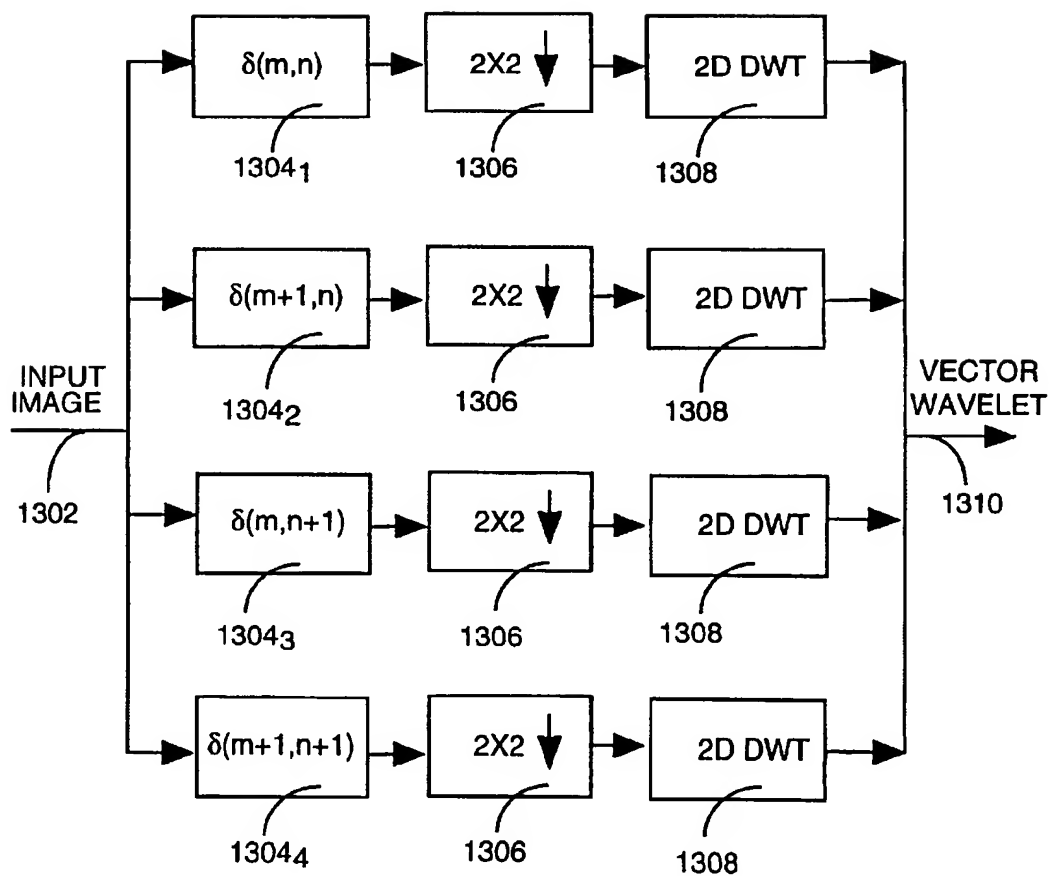 δ(m,n) 2X2 2D DWT
1304₁ 1306 1308
δ(m+1,n) 2X2 2D DWT
1304₂ 1306 1308
INPUT
IMAGE
1302
VECTOR
WAVELET
1310
δ(m,n+1) 2X2 2D DWT
1304₃ 1306 1308
δ(m+1,n+1) 2X2 2D DWT
1304₄ 1306 1308